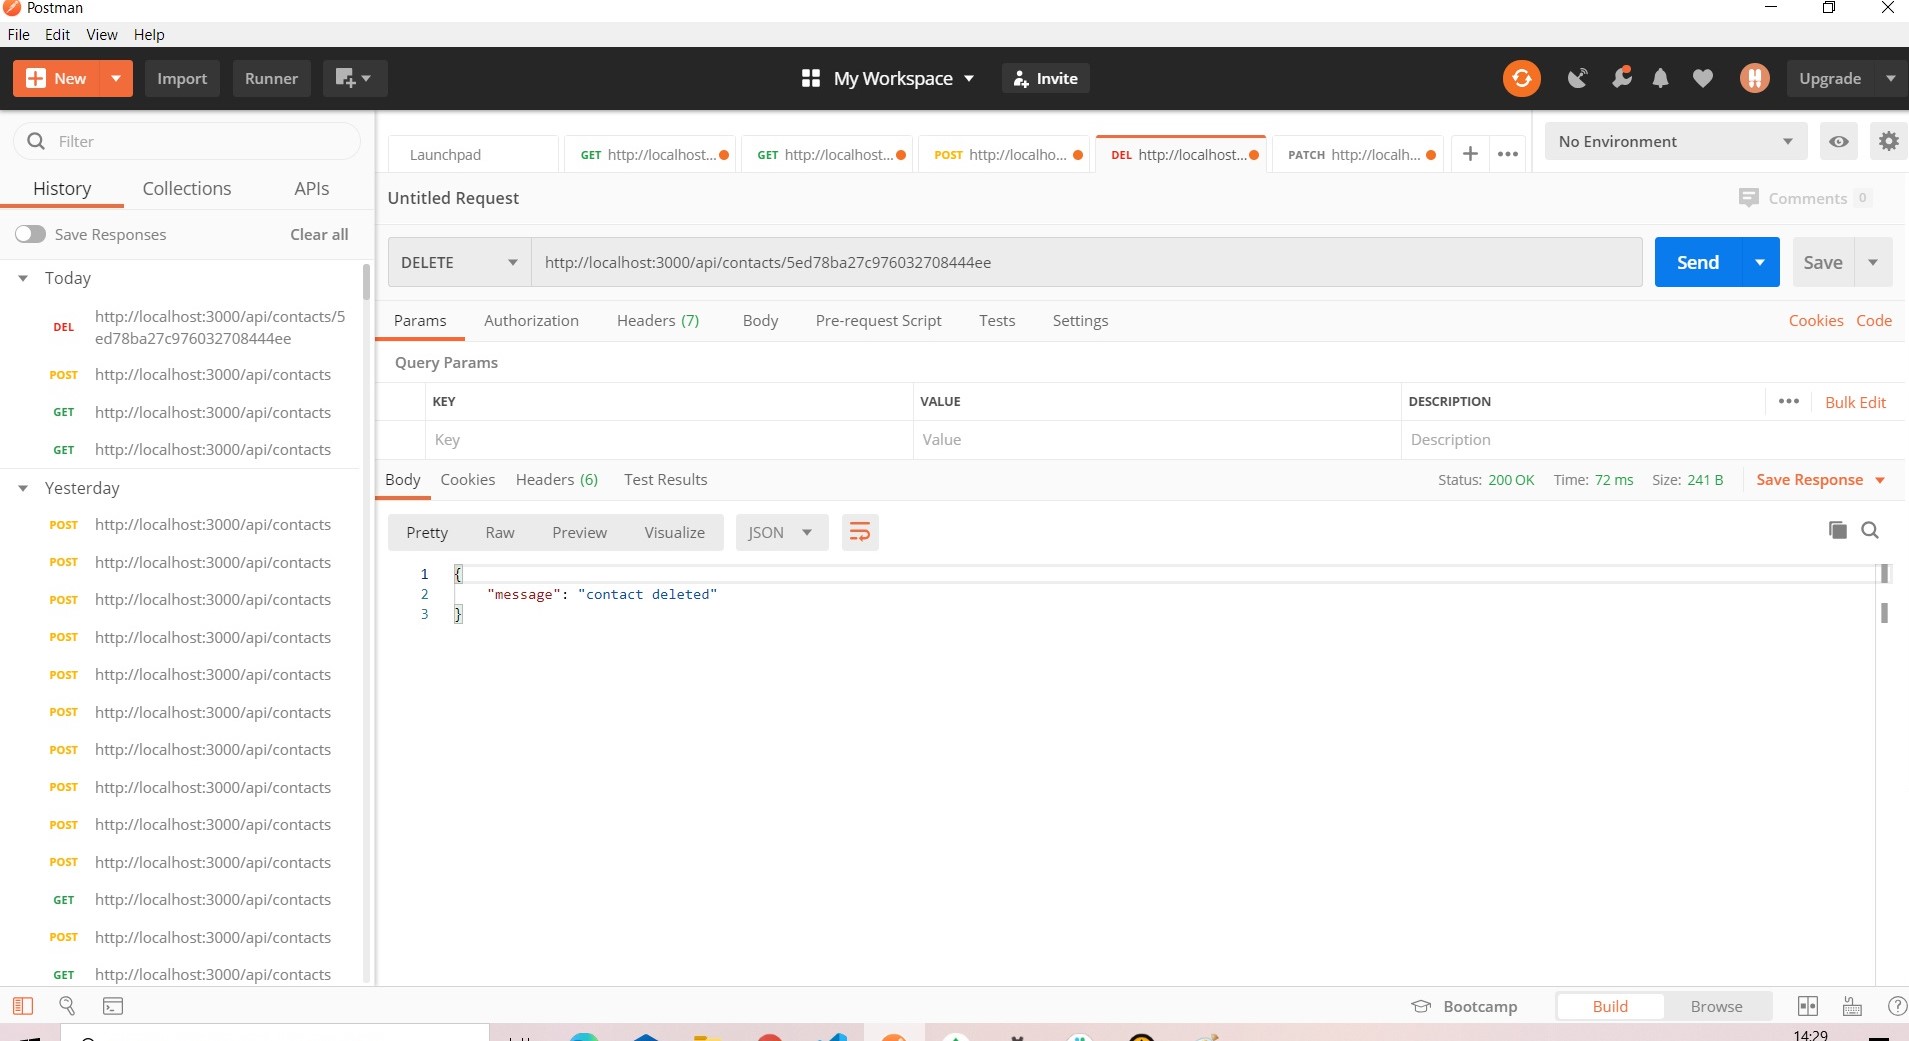 Postman
File Edit View Help
New Import Runner My Workspace Invite Upgrade
Filter
History Collections APIs
Save Responses Clear all
Today
DEL http://localhost:3000/api/contacts/5
ed78ba27c976032708444ee
POST http://localhost:3000/api/contacts
GET http://localhost:3000/api/contacts
GET http://localhost:3000/api/contacts
Yesterday
POST http://localhost:3000/api/contacts
POST http://localhost:3000/api/contacts
POST http://localhost:3000/api/contacts
POST http://localhost:3000/api/contacts
POST http://localhost:3000/api/contacts
POST http://localhost:3000/api/contacts
POST http://localhost:3000/api/contacts
POST http://localhost:3000/api/contacts
POST http://localhost:3000/api/contacts
POST http://localhost:3000/api/contacts
GET http://localhost:3000/api/contacts
POST http://localhost:3000/api/contacts
GET http://localhost:3000/api/contacts
Launchpad GET http://localhost... GET http://localhost... POST http://localho... DEL http://localhost... PATCH http://localh... No Environment
Untitled Request Comments 0
DELETE http://localhost:3000/api/contacts/5ed78ba27c976032708444ee Send Save
Params Authorization Headers (7) Body Pre-request Script Tests Settings Cookies Code
Query Params
KEY VALUE DESCRIPTION Bulk Edit
Key Value Description
Body Cookies Headers (6) Test Results Status: 200 OK Time: 72 ms Size: 241 B Save Response
Pretty Raw Preview Visualize JSON
1 {
2 "message": "contact deleted"
3 }
Bootcamp Build Browse
14:29